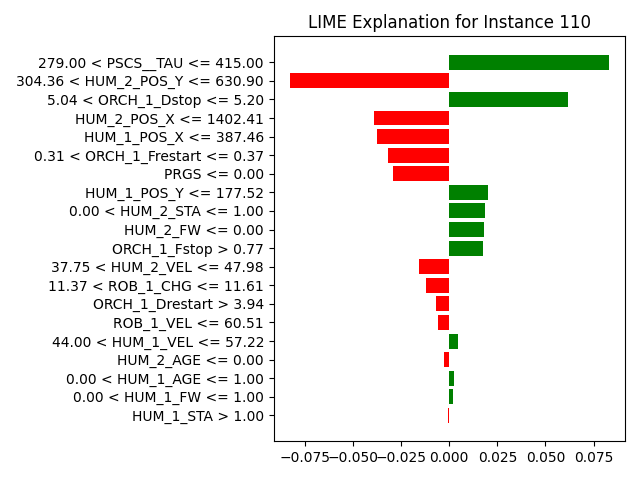 LIME Explanation for Instance 110
279.00 < PSCS__TAU <= 415.00
304.36 < HUM_2_POS_Y <= 630.90
5.04 < ORCH_1_Dstop <= 5.20
HUM_2_POS_X <= 1402.41
HUM_1_POS_X <= 387.46
0.31 < ORCH_1_Frestart <= 0.37
PRGS <= 0.00
HUM_1_POS_Y <= 177.52
0.00 < HUM_2_STA <= 1.00
HUM_2_FW <= 0.00
ORCH_1_Fstop > 0.77
37.75 < HUM_2_VEL <= 47.98
11.37 < ROB_1_CHG <= 11.61
ORCH_1_Drestart > 3.94
ROB_1_VEL <= 60.51
44.00 < HUM_1_VEL <= 57.22
HUM_2_AGE <= 0.00
0.00 < HUM_1_AGE <= 1.00
0.00 < HUM_1_FW <= 1.00
HUM_1_STA > 1.00
−0.075 −0.050 −0.025 0.000 0.025 0.050 0.075